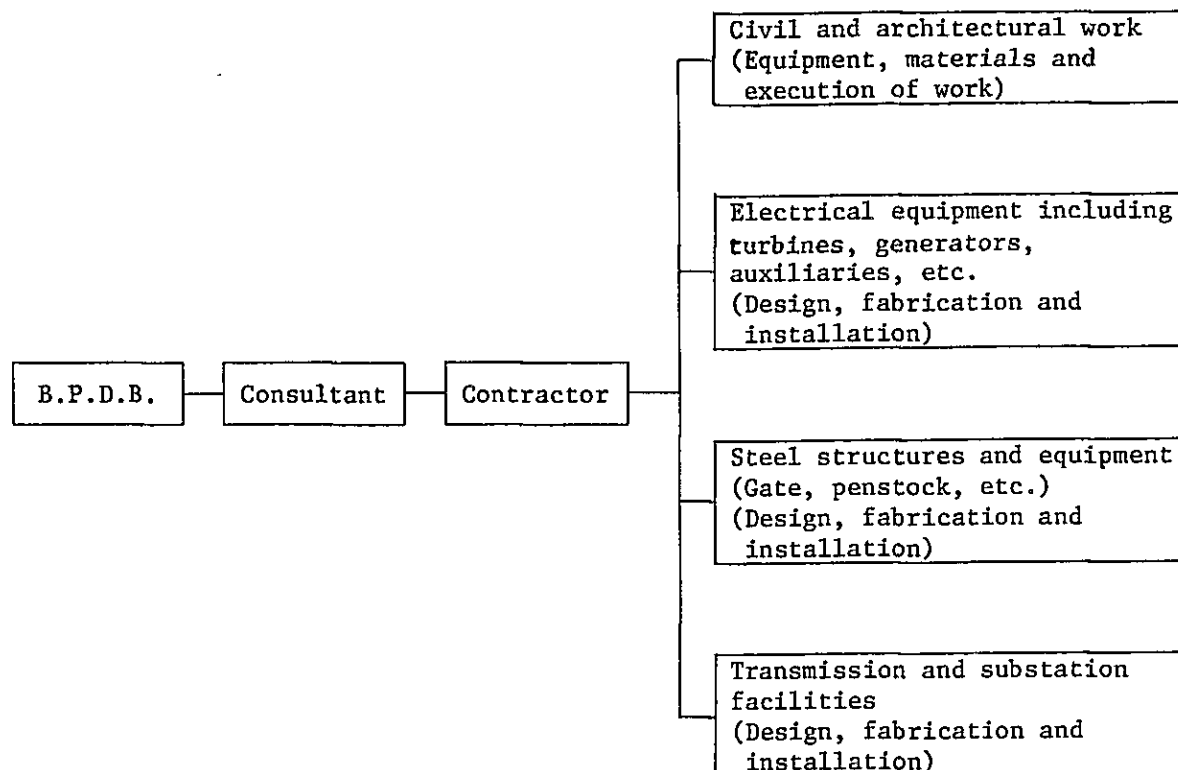 Civil and architectural work
(Equipment, materials and
execution of work)
Electrical equipment including
turbines, generators,
auxiliaries, etc.
(Design, fabrication and
installation)
B.P.D.B.
Consultant
Contractor
Steel structures and equipment
(Gate, penstock, etc.)
(Design, fabrication and
installation)
Transmission and substation
facilities
(Design, fabrication and
installation)